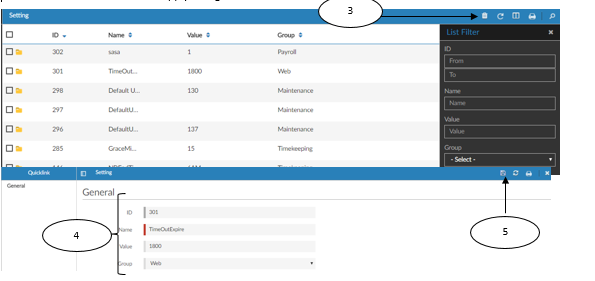 3
Setting
ID Name Value Group
302 sasa 1 Payroll
301 TimeOut... 1800 Web
298 Default U... 130 Maintenance
297 DefaultU... Maintenance
296 DefaultU... 137 Maintenance
285 GraceMi... 15 Timekeeping
List Filter
ID
From
To
Name
Name
Value
Value
Group
- Select -
Quicklink Setting
General
General
ID 301
Name TimeOutExpire
Value 1800
Group Web
4
5